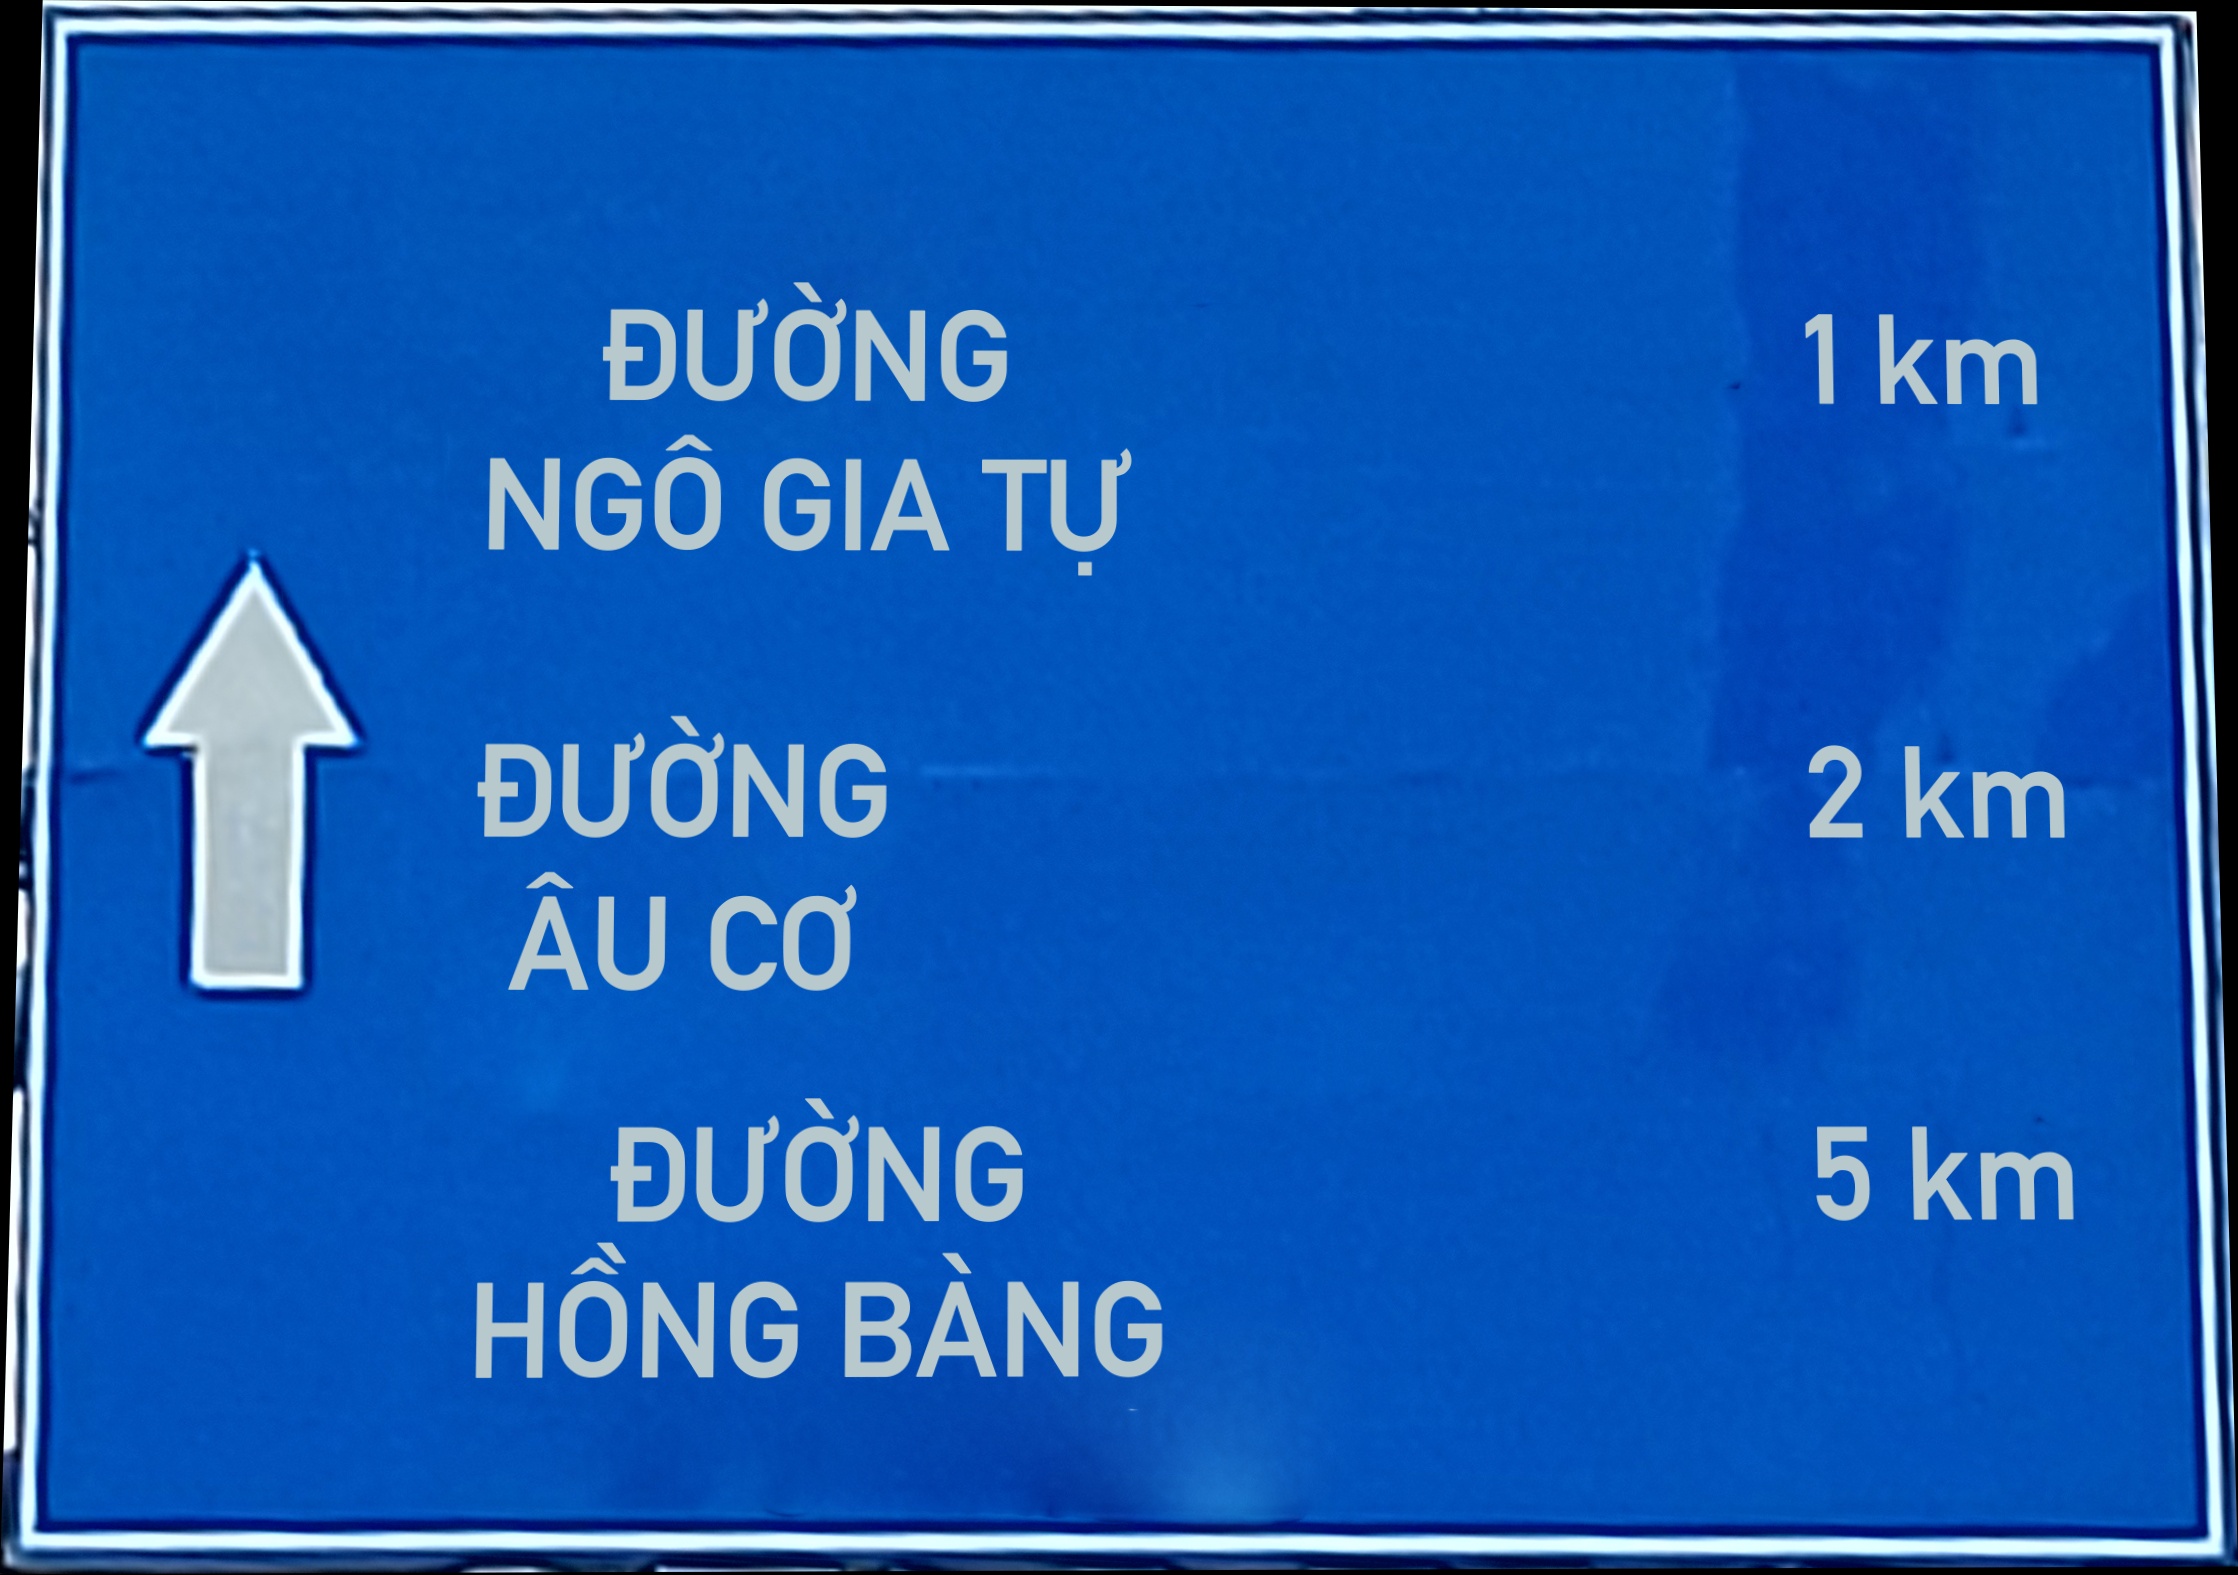 ĐƯỜNG 1 km
NGÔ GIA TỰ
ĐƯỜNG 2 km
ÂU CƠ
ĐƯỜNG 5 km
HỒNG BÀNG